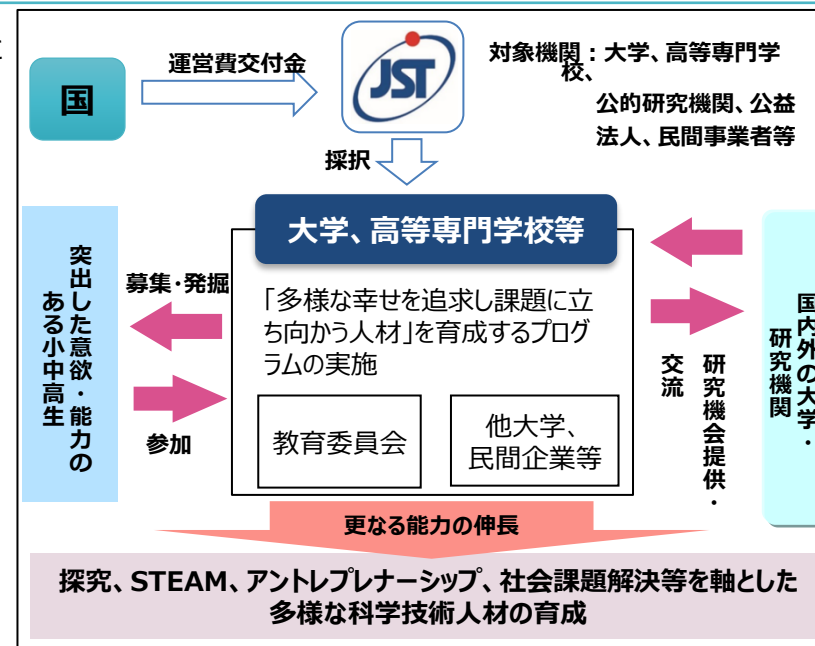 国
運営費交付金
JST
対象機関：大学、高等専門学
校、
公的研究機関、公益
法人、民間事業者等
採択
大学、高等専門学校等
突出した意欲・能力の
ある小中高生
募集・発掘
参加
「多様な幸せを追求し課題に立
ち向かう人材」を育成するプログ
ラムの実施
教育委員会
他大学、
民間企業等
研究機会提供・
交流
国内外の大学・
研究機関
更なる能力の伸長
探究、STEAM、アントレプレナーシップ、社会課題解決等を軸とした
多様な科学技術人材の育成